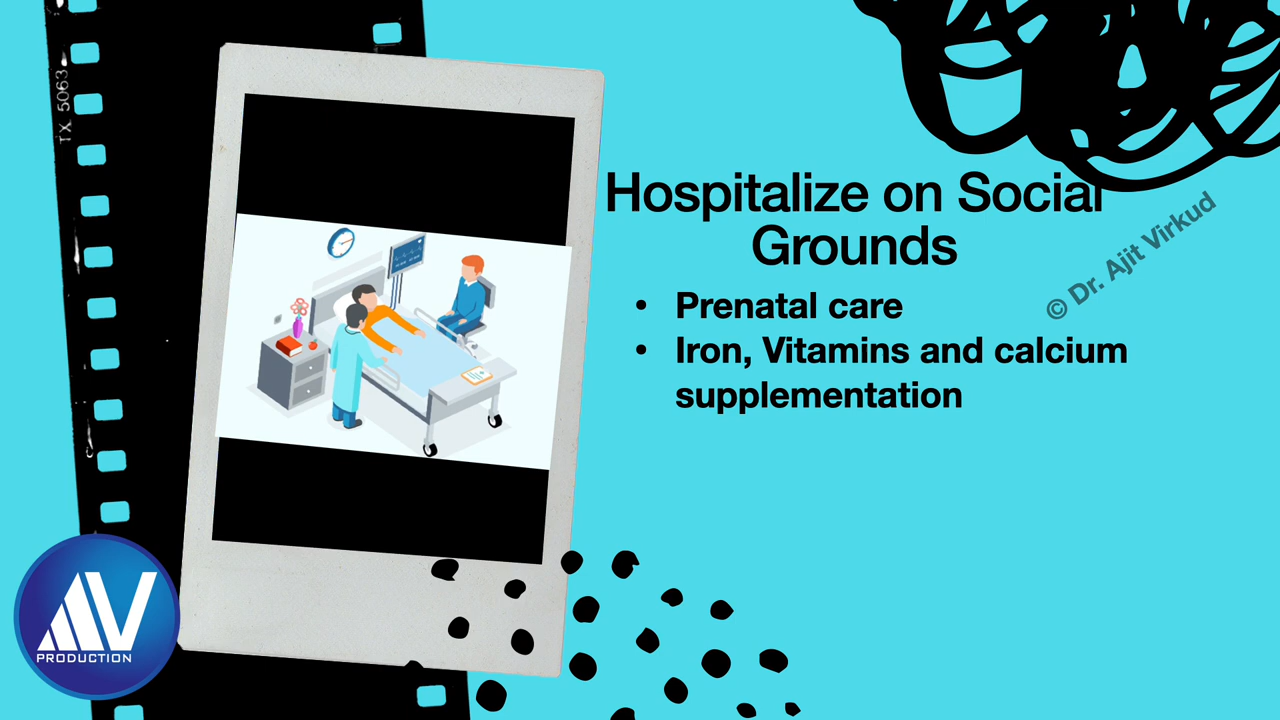 TX 5063
Hospitalize on Social
Grounds
© Dr. Ajit Virkud
• Prenatal care
• Iron, Vitamins and calcium
supplementation
AV
PRODUCTION